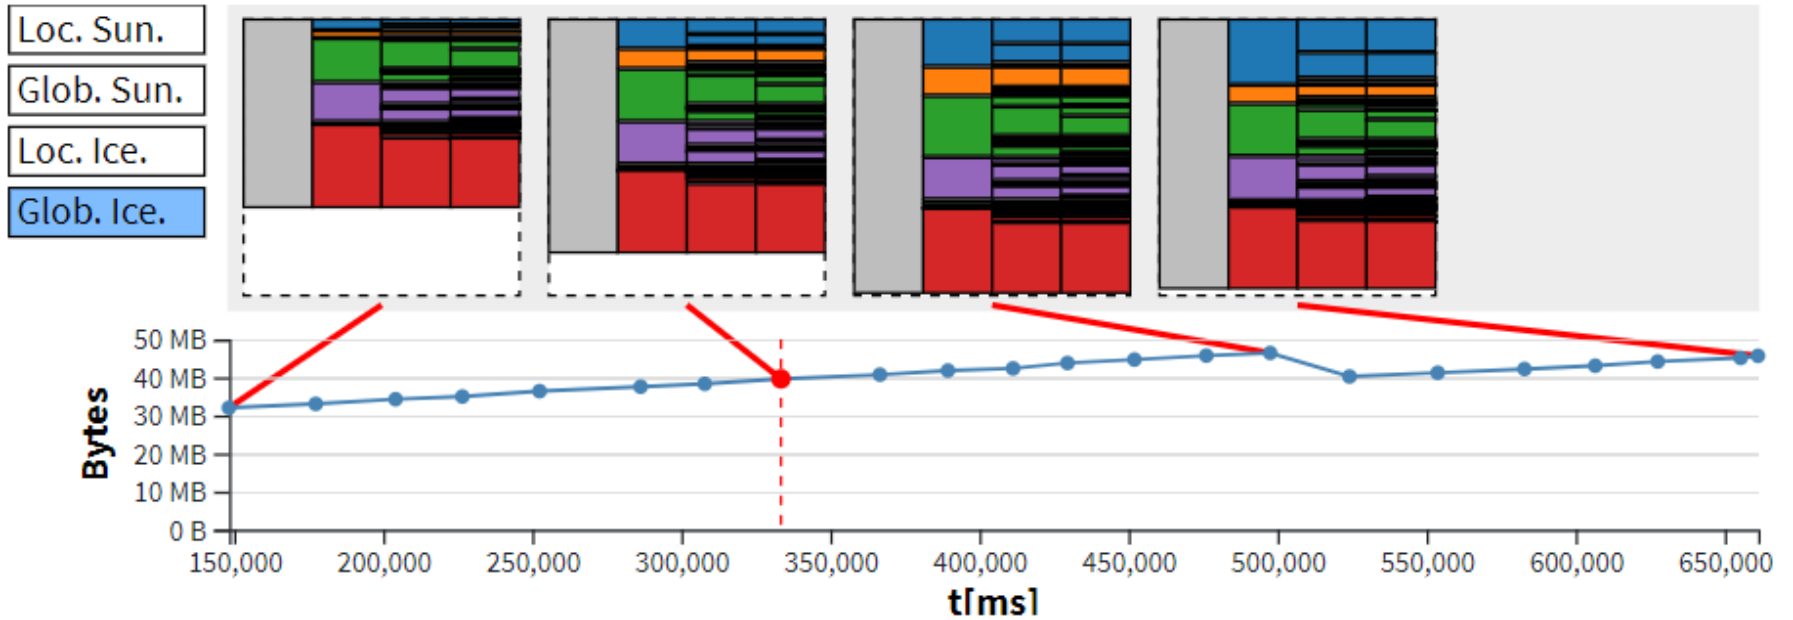 Loc. Sun.
Glob. Sun.
Loc. Ice.
Glob. Ice.
50 MB
40 MB
30 MB
20 MB
10 MB
0 B
Bytes
150,000 200,000 250,000 300,000 350,000 400,000 450,000 500,000 550,000 600,000 650,000
t[ms]